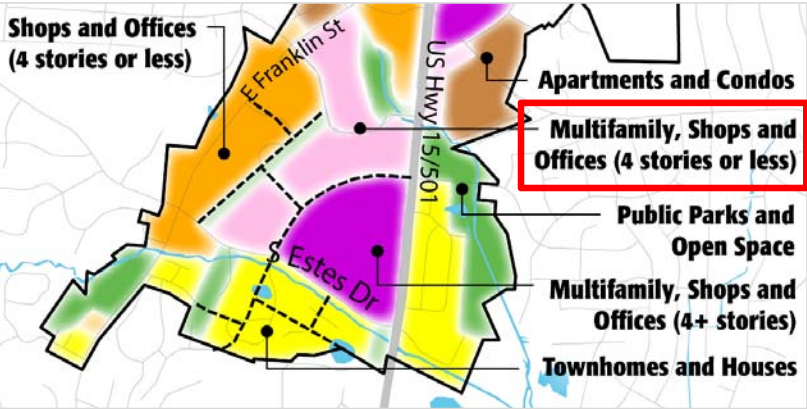 Shops and Offices
(4 stories or less)
E Franklin St
US Hwy 15/501
Apartments and Condos
Multifamily, Shops and
Offices (4 stories or less)
Public Parks and
Open Space
S Estes Dr
Multifamily, Shops and
Offices (4+ stories)
Townhomes and Houses